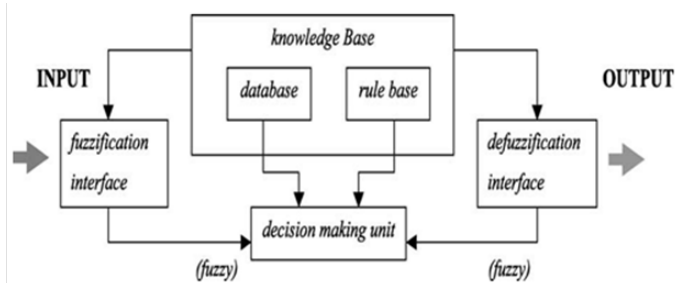 knowledge Base
INPUT
OUTPUT
database
rule base
fuzzification
interface
defuzzification
interface
decision making unit
(fuzzy)
(fuzzy)